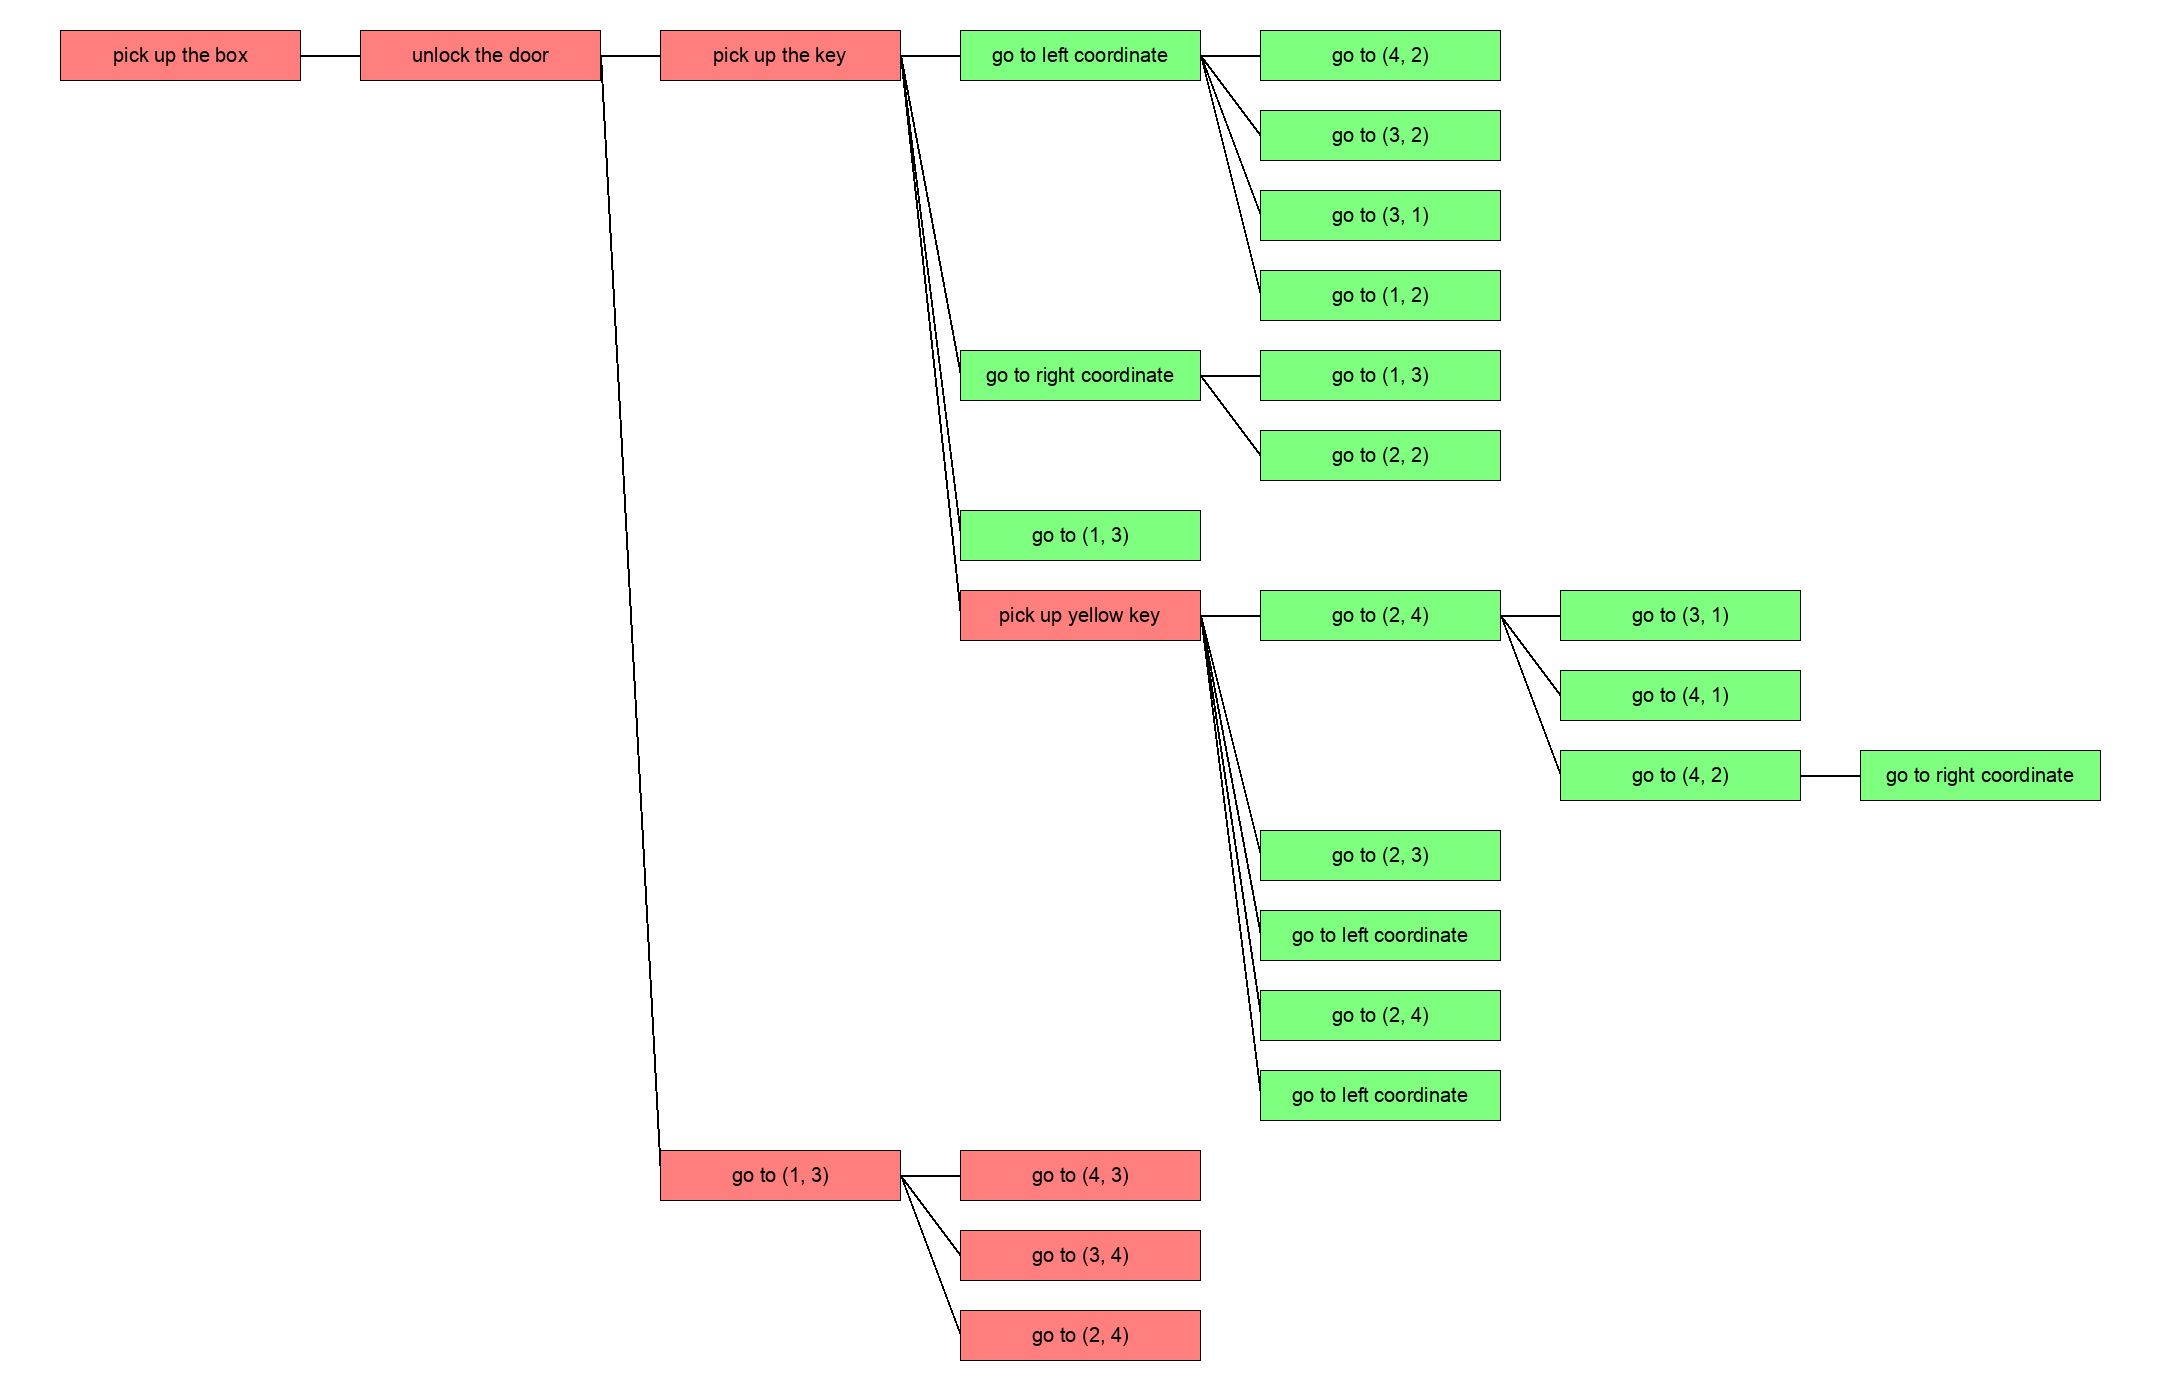 pick up the box
unlock the door
pick up the key
go to left coordinate
go to (4, 2)
go to (3, 2)
go to (3, 1)
go to (1, 2)
go to right coordinate
go to (1, 3)
go to (2, 2)
go to (1, 3)
pick up yellow key
go to (2, 4)
go to (3, 1)
go to (4, 1)
go to (4, 2)
go to right coordinate
go to (2, 3)
go to left coordinate
go to (2, 4)
go to left coordinate
go to (1, 3)
go to (4, 3)
go to (3, 4)
go to (2, 4)